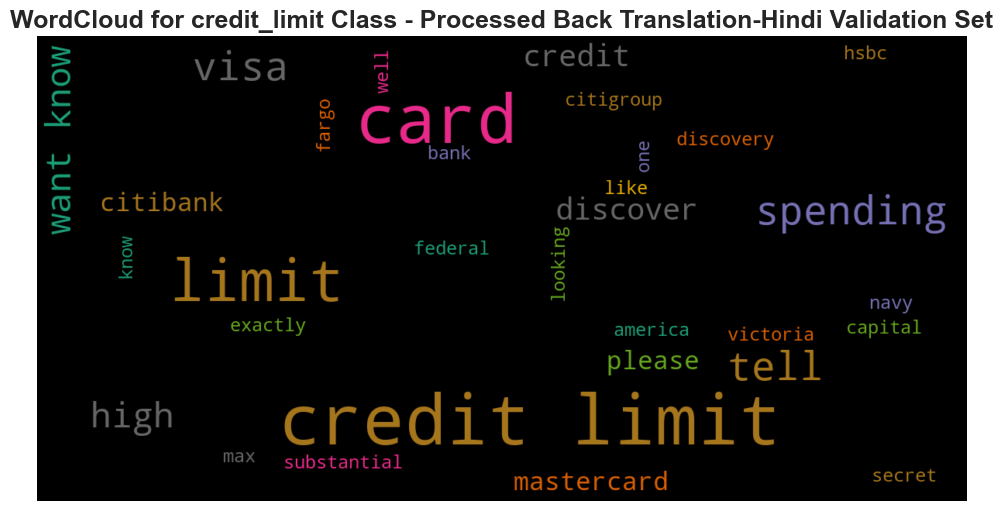 WordCloud for credit_limit Class - Processed Back Translation-Hindi Validation Set
want know
visa
well
credit
hsbc
fargo
card
citigroup
bank
one
discovery
like
citibank
discover
spending
know
federal
looking
limit
exactly
america
victoria
navy
capital
please
tell
high
credit limit
max
substantial
mastercard
secret